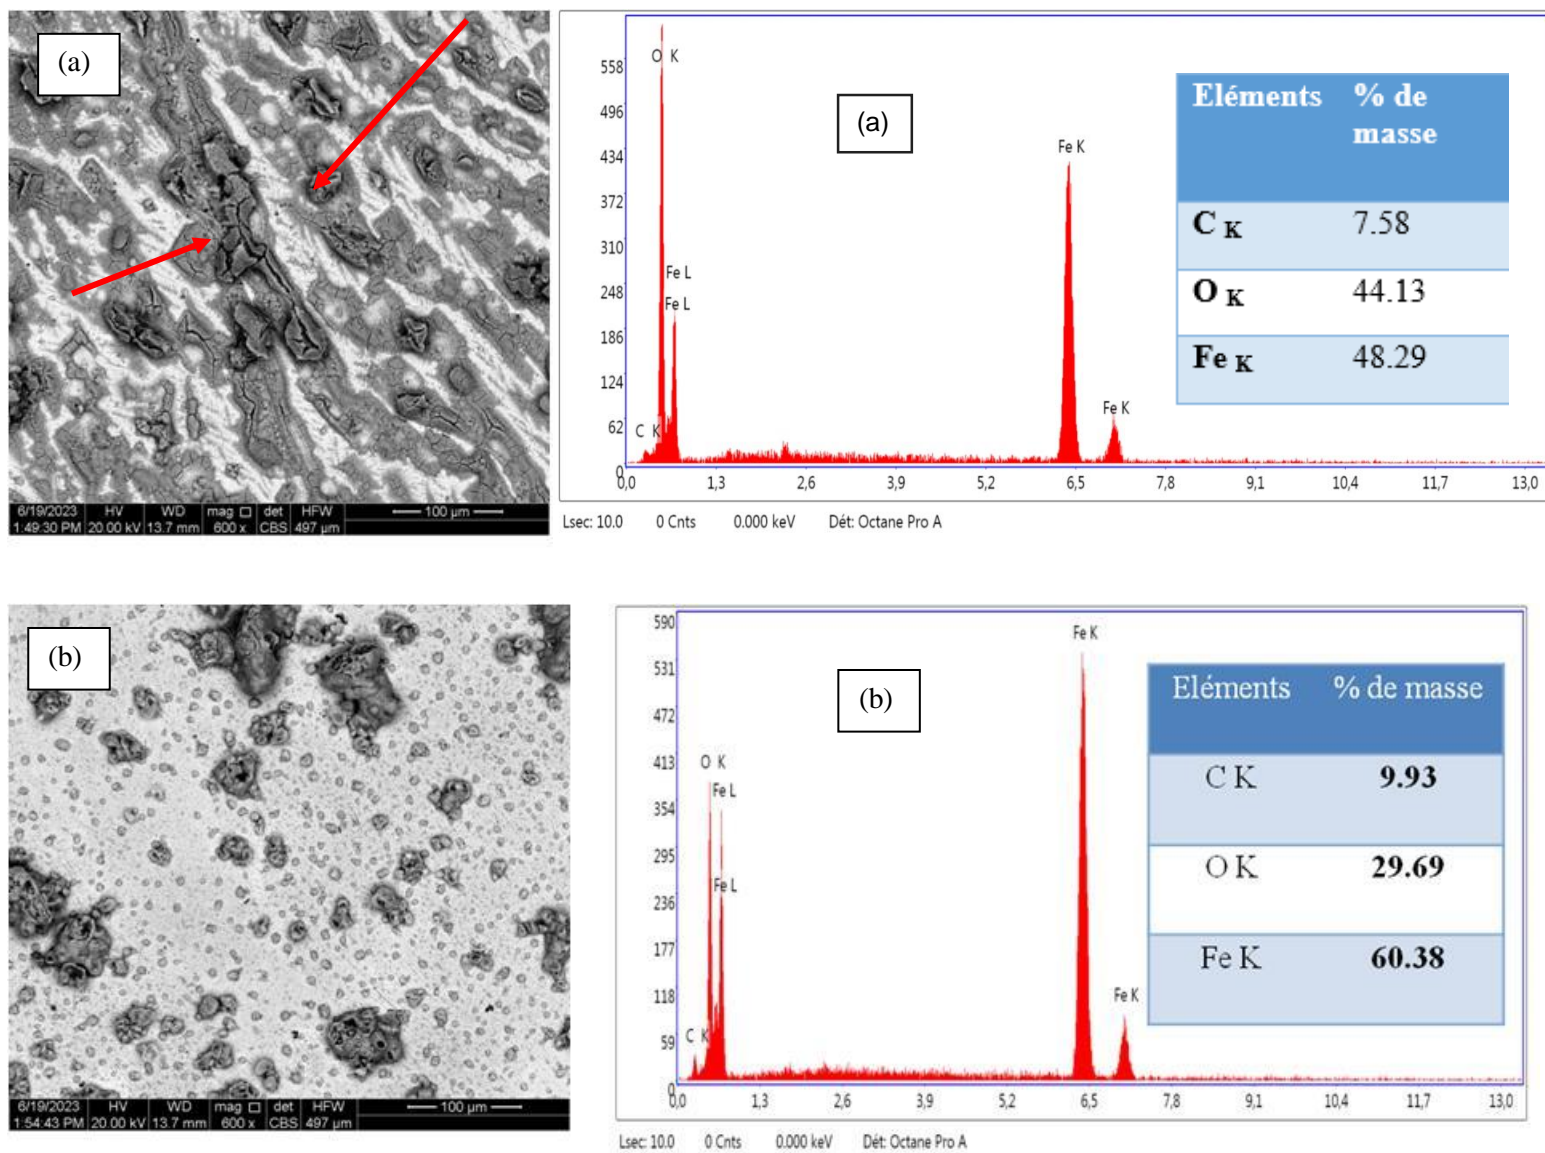 (a)
6/19/2023 HV WD mag □ det HFW 100 µm
1:49:30 PM 20.00 kV 13.7 mm 600 x CBS 497 µm
(a)
O K
Fe L
Fe L
C K
Fe K
Fe K
558
496
434
372
310
248
186
124
62
0
0,0 1,3 2,6 3,9 5,2 6,5 7,8 9,1 10,4 11,7 13,0
Lsec: 10.0 0 Cnts 0.000 keV Dét: Octane Pro A
Eléments % de
masse
C K 7.58
O K 44.13
Fe K 48.29
(b)
6/19/2023 HV WD mag □ det HFW 100 µm
1:54:43 PM 20.00 kV 13.7 mm 600 x CBS 497 µm
(b)
O K
Fe L
Fe L
C K
Fe K
Fe K
590
531
472
413
354
295
236
177
118
59
0,0 1,3 2,6 3,9 5,2 6,5 7,8 9,1 10,4 11,7 13,0
Lsec: 10.0 0 Cnts 0.000 keV Dét: Octane Pro A
Eléments % de masse
C K 9.93
O K 29.69
Fe K 60.38